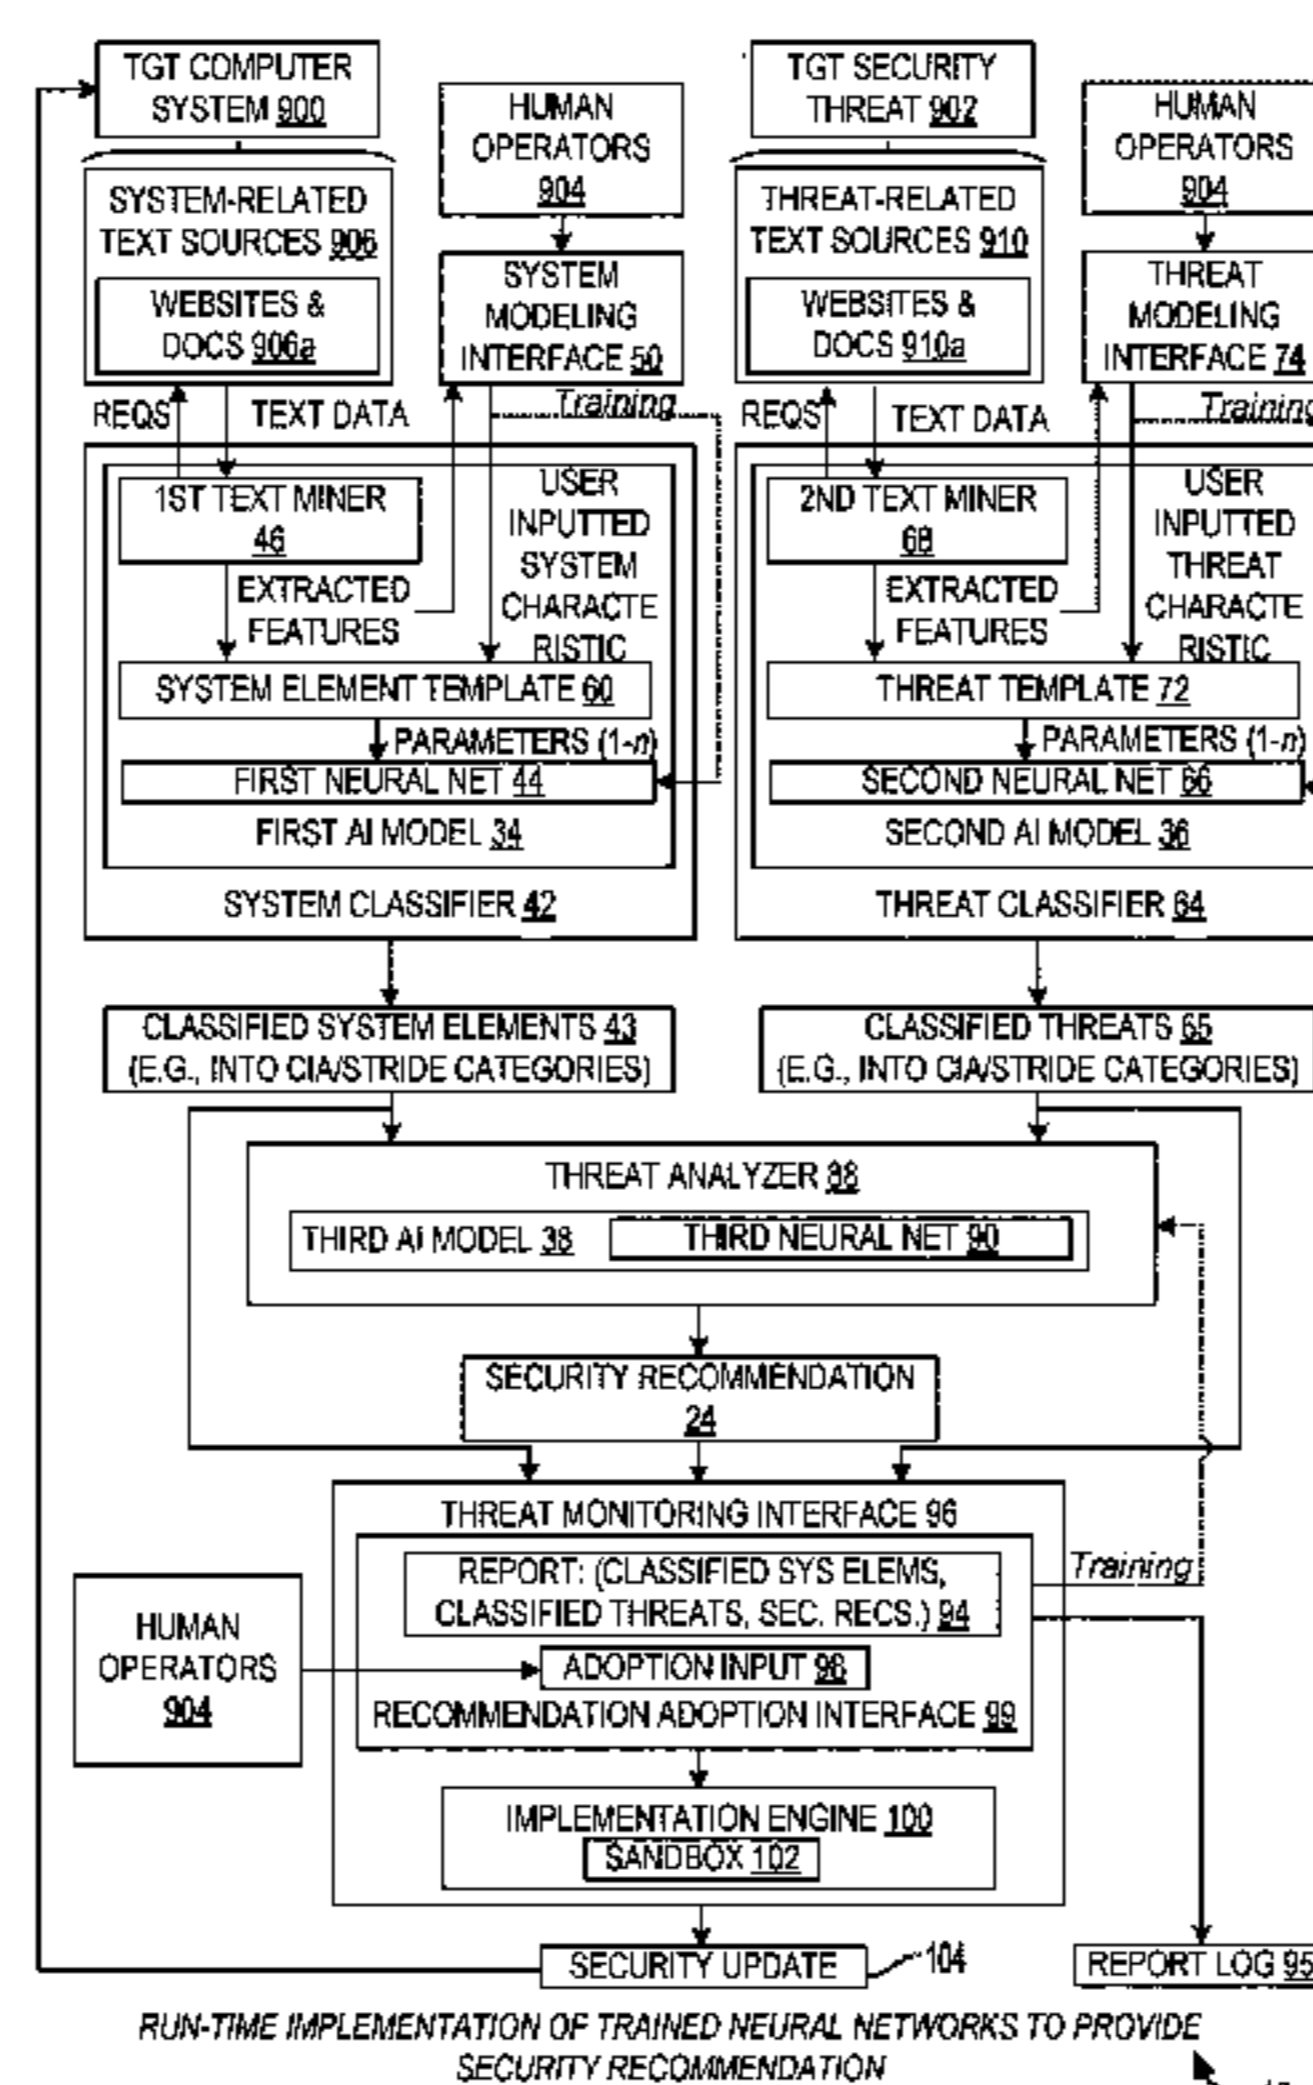 TGT COMPUTER
SYSTEM 900
HUMAN
OPERATORS
904
SYSTEM-RELATED
TEXT SOURCES 906
WEBSITES &
DOCS 906a
SYSTEM
MODELING
INTERFACE 50
REQS
TEXT DATA
Training
1ST TEXT MINER
46
USER
INPUTTED
SYSTEM
CHARACTE
RISTIC
EXTRACTED
FEATURES
SYSTEM ELEMENT TEMPLATE 60
PARAMETERS (1-n)
FIRST NEURAL NET 44
FIRST AI MODEL 34
SYSTEM CLASSIFIER 42
CLASSIFIED SYSTEM ELEMENTS 43
(E.G., INTO CIA/STRIDE CATEGORIES)
TGT SECURITY
THREAT 902
HUMAN
OPERATORS
904
THREAT-RELATED
TEXT SOURCES 910
WEBSITES &
DOCS 910a
THREAT
MODELING
INTERFACE 74
REQS
TEXT DATA
Training
2ND TEXT MINER
68
USER
INPUTTED
THREAT
CHARACTE
RISTIC
EXTRACTED
FEATURES
THREAT TEMPLATE 72
PARAMETERS (1-n)
SECOND NEURAL NET 66
SECOND AI MODEL 36
THREAT CLASSIFIER 64
CLASSIFIED THREATS 65
(E.G., INTO CIA/STRIDE CATEGORIES)
THREAT ANALYZER 88
THIRD AI MODEL 38
THIRD NEURAL NET 90
SECURITY RECOMMENDATION
24
THREAT MONITORING INTERFACE 96
REPORT: (CLASSIFIED SYS ELEMS,
CLASSIFIED THREATS, SEC. RECS.) 94
Training
HUMAN
OPERATORS
904
ADOPTION INPUT 98
RECOMMENDATION ADOPTION INTERFACE 99
IMPLEMENTATION ENGINE 100
SANDBOX 102
SECURITY UPDATE
104
REPORT LOG 95
RUN-TIME IMPLEMENTATION OF TRAINED NEURAL NETWORKS TO PROVIDE
SECURITY RECOMMENDATION